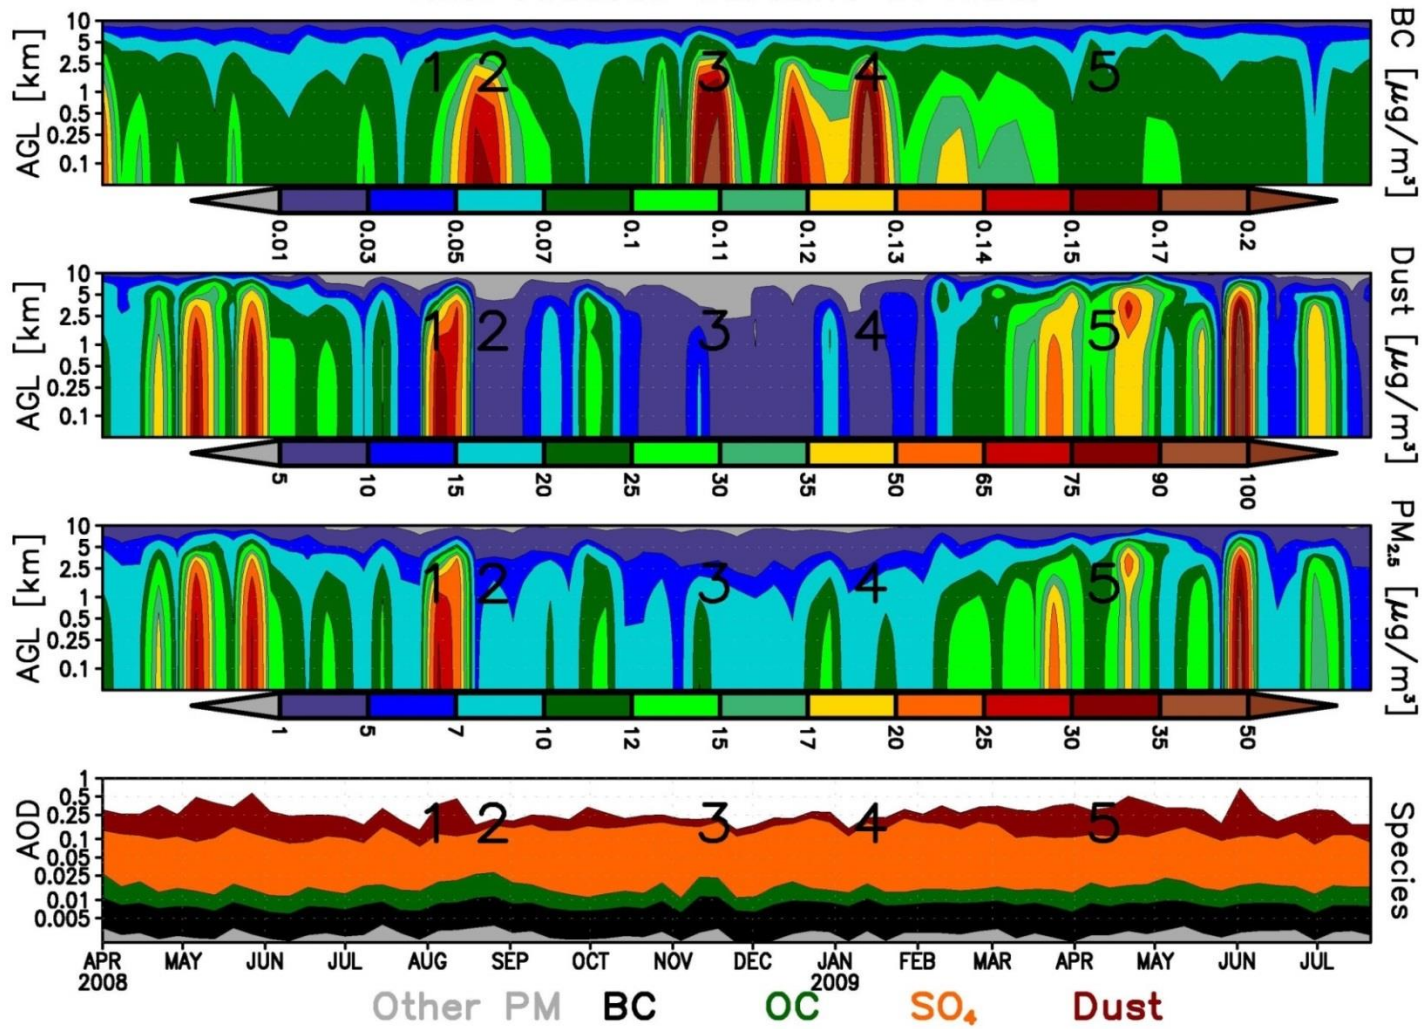 10
5
2.5
1
0.5
0.25
0.1
AGL [km]
1 2 3 4 5
BC [µg/m³]
0.01 0.03 0.05 0.07 0.1 0.11 0.12 0.13 0.14 0.15 0.17 0.2
10
5
2.5
1
0.5
0.25
0.1
AGL [km]
1 2 3 4 5
Dust [µg/m³]
5 10 15 20 25 30 35 50 65 75 90 100
10
5
2.5
1
0.5
0.25
0.1
AGL [km]
1 2 3 4 5
PM₂.₅ [µg/m³]
1 5 7 10 12 15 17 20 25 30 35 50
1
0.5
0.25
0.1
0.05
0.025
0.01
0.005
AOD
1 2 3 4 5
Species
APR MAY JUN JUL AUG SEP OCT NOV DEC JAN FEB MAR APR MAY JUN JUL
2008 2009
Other PM BC OC SO₄ Dust